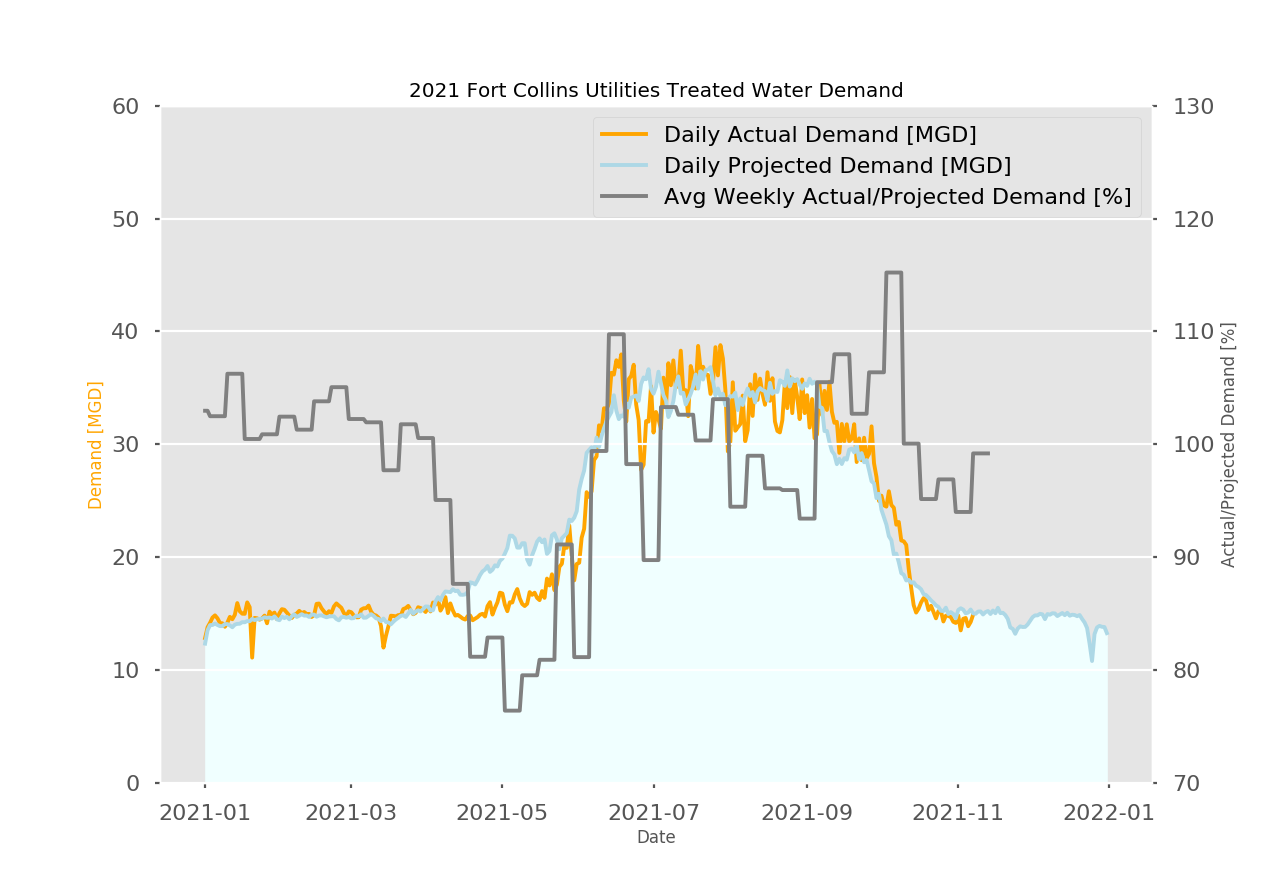 2021 Fort Collins Utilities Treated Water Demand
Daily Actual Demand [MGD]
Daily Projected Demand [MGD]
Avg Weekly Actual/Projected Demand [%]
60
50
40
30
20
10
0
Demand [MGD]
130
120
110
100
90
80
70
Actual/Projected Demand [%]
2021-01 2021-03 2021-05 2021-07 2021-09 2021-11 2022-01
Date